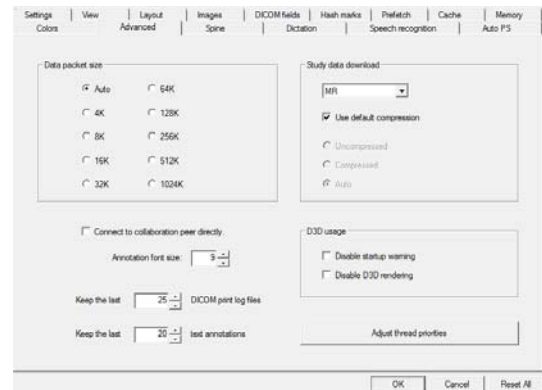 Settings View Layout Images DICOM fields Hash marks Prefetch Cache Memory
Colors Advanced Spine Dictation Speech recognition Auto PS
Data packet size
Auto 64K
4K 128K
8K 256K
16K 512K
32K 1024K
Study data download
MR
Use default compression
Uncompressed
Compressed
Auto
Connect to collaboration peer directly.
Annotation font size: 9
Keep the last 25 DICOM print log files
Keep the last 20 text annotations
D3D usage
Disable startup warning
Disable D3D rendering
Adjust thread priorities
OK Cancel Reset All